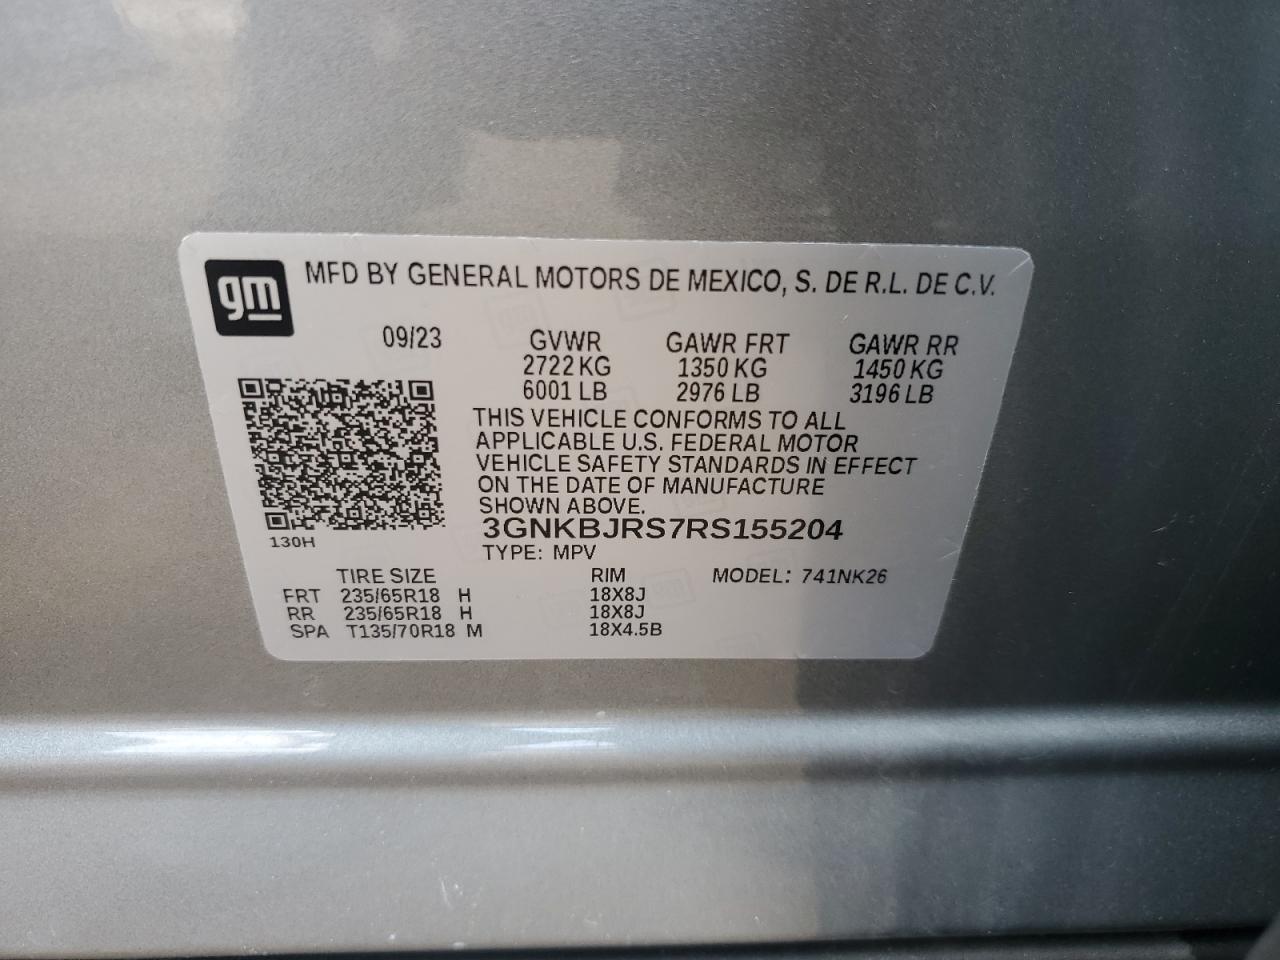 gm MFD BY GENERAL MOTORS DE MEXICO, S. DE R.L. DE C.V.
09/23 GVWR GAWR FRT GAWR RR
2722 KG 1350 KG 1450 KG
6001 LB 2976 LB 3196 LB
THIS VEHICLE CONFORMS TO ALL
APPLICABLE U.S. FEDERAL MOTOR
VEHICLE SAFETY STANDARDS IN EFFECT
ON THE DATE OF MANUFACTURE
SHOWN ABOVE.
3GNKBJRS7RS155204
130H
TYPE: MPV
TIRE SIZE RIM MODEL: 741NK26
FRT 235/65R18 H 18X8J
RR 235/65R18 H 18X8J
SPA T135/70R18 M 18X4.5B